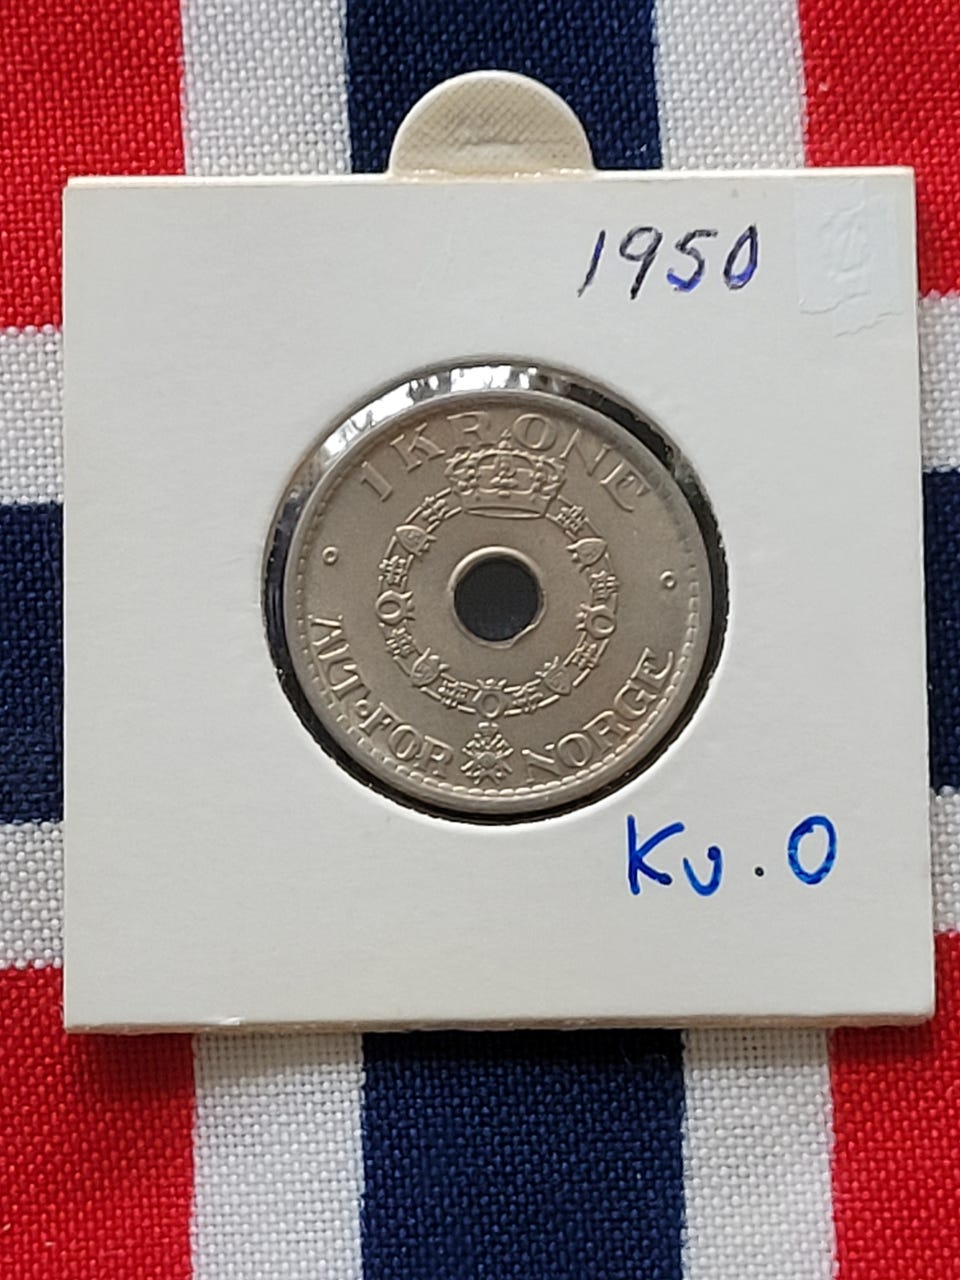 1950
1 KRONE
ALT·FOR NORGE
Kv.0